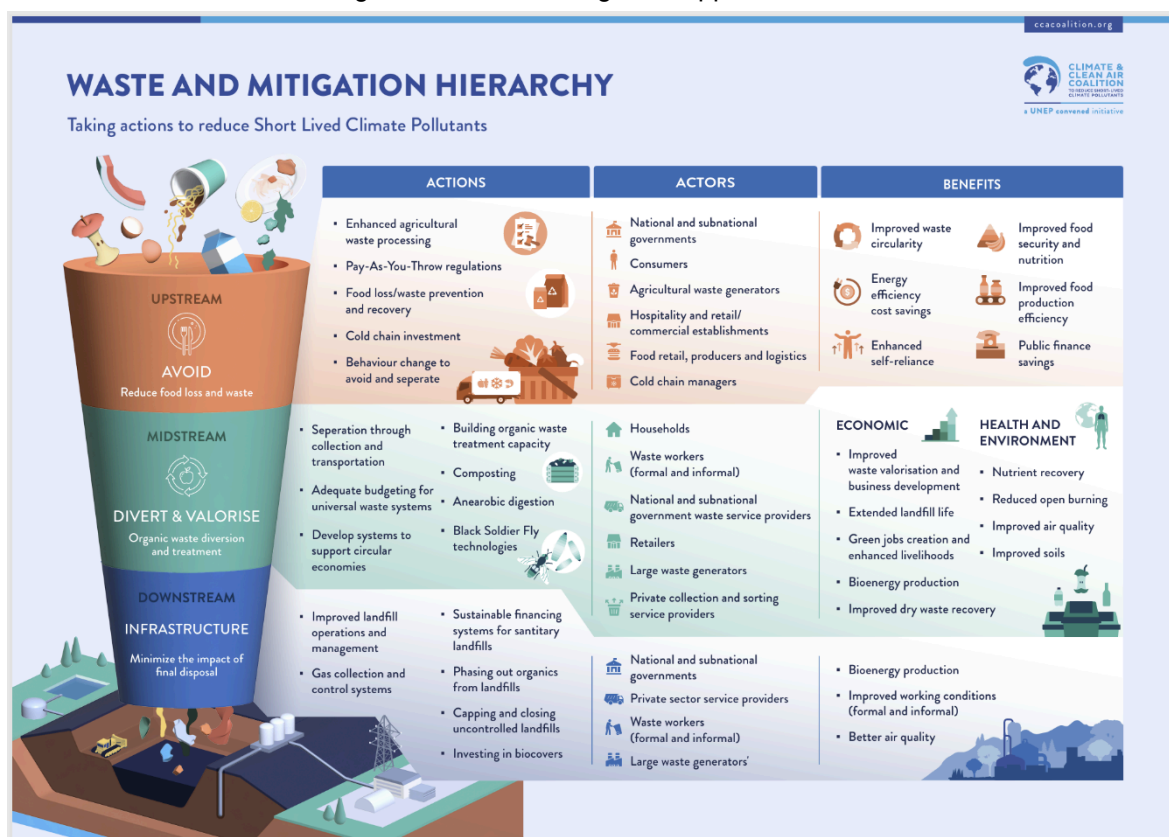 ccacoalition.org
WASTE AND MITIGATION HIERARCHY
Taking actions to reduce Short Lived Climate Pollutants
CLIMATE &
CLEAN AIR
COALITION
TO REDUCE SHORT-LIVED
CLIMATE POLLUTANTS
a UNEP convened initiative
UPSTREAM
AVOID
Reduce food loss and waste
MIDSTREAM
DIVERT & VALORISE
Organic waste diversion
and treatment
DOWNSTREAM
INFRASTRUCTURE
Minimize the impact of
final disposal
ACTIONS
• Enhanced agricultural
waste processing
• Pay-As-You-Throw regulations
• Food loss/waste prevention
and recovery
• Cold chain investment
• Behaviour change to
avoid and seperate
ACTORS
National and subnational
governments
Consumers
Agricultural waste generators
Hospitality and retail/
commercial establishments
Food retail, producers and logistics
Cold chain managers
BENEFITS
Improved waste
circularity
Energy
efficiency
cost savings
Enhanced
self-reliance
Improved food
security and
nutrition
Improved food
production
efficiency
Public finance
savings
• Seperation through
collection and
transportation
• Adequate budgeting for
universal waste systems
• Develop systems to
support circular
economies
• Building organic waste
treatment capacity
• Composting
• Anearobic digestion
• Black Soldier Fly
technologies
Households
Waste workers
(formal and informal)
National and subnational
government waste service providers
Retailers
Large waste generators
Private collection and sorting
service providers
ECONOMIC
• Improved
waste valorisation and
business development
• Extended landfill life
• Green jobs creation and
enhanced livelihoods
• Bioenergy production
• Improved dry waste recovery
HEALTH AND
ENVIRONMENT
• Nutrient recovery
• Reduced open burning
• Improved air quality
• Improved soils
• Improved landfill
operations and
management
• Gas collection and
control systems
• Sustainable financing
systems for santitary
landfills
• Phasing out organics
from landfills
• Capping and closing
uncontrolled landfills
• Investing in biocovers
National and subnational
governments
Private sector service providers
Waste workers
(formal and informal)
Large waste generators'
• Bioenergy production
• Improved working conditions
(formal and informal)
• Better air quality